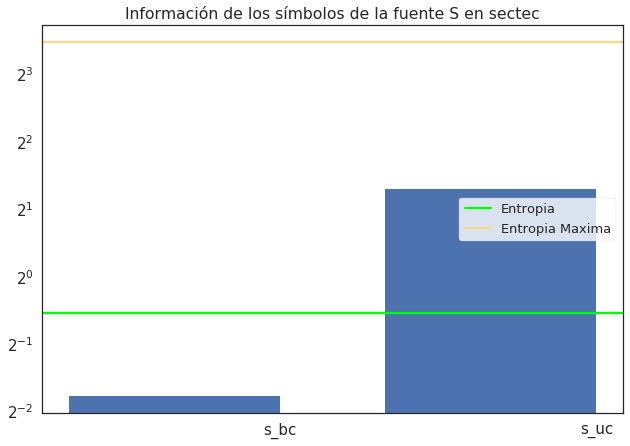 Información de los símbolos de la fuente S en sectec
2^3
2^2
2^1
2^0
2^−1
2^−2
Entropia
Entropia Maxima
s_bc
s_uc